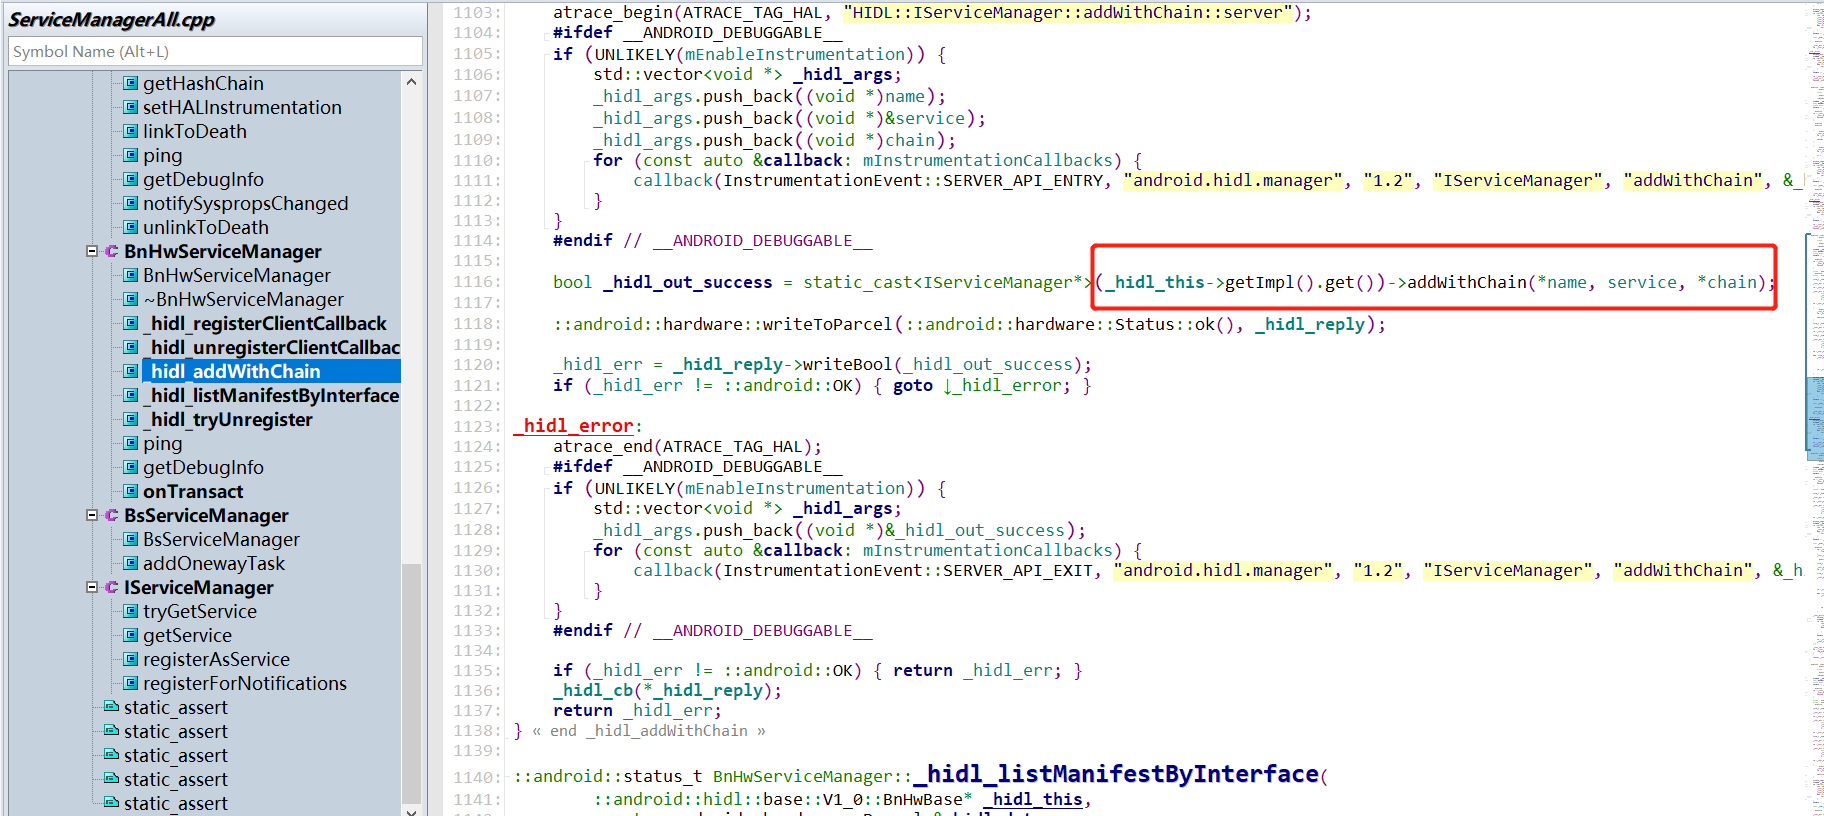 ServiceManagerAll.cpp
Symbol Name (Alt+L)
getHashChain
setHALInstrumentation
linkToDeath
ping
getDebugInfo
notifySyspropsChanged
unlinkToDeath
BnHwServiceManager
BnHwServiceManager
~BnHwServiceManager
_hidl_registerClientCallback
_hidl_unregisterClientCallbac
_hidl_addWithChain
_hidl_listManifestByInterface
_hidl_tryUnregister
ping
getDebugInfo
onTransact
BsServiceManager
BsServiceManager
addOnewayTask
IServiceManager
tryGetService
getService
registerAsService
registerForNotifications
static_assert
static_assert
static_assert
static_assert
static_assert
1103: atrace_begin(ATRACE_TAG_HAL, "HIDL::IServiceManager::addWithChain::server");
1104: #ifdef __ANDROID_DEBUGGABLE__
1105: if (UNLIKELY(mEnableInstrumentation)) {
1106: std::vector<void *> _hidl_args;
1107: _hidl_args.push_back((void *)name);
1108: _hidl_args.push_back((void *)&service);
1109: _hidl_args.push_back((void *)chain);
1110: for (const auto &callback: mInstrumentationCallbacks) {
1111: callback(InstrumentationEvent::SERVER_API_ENTRY, "android.hidl.manager", "1.2", "IServiceManager", "addWithChain", &_
1112: }
1113: }
1114: #endif // __ANDROID_DEBUGGABLE__
1115:
1116: bool _hidl_out_success = static_cast<IServiceManager*>(_hidl_this->getImpl().get())->addWithChain(*name, service, *chain);
1117:
1118: ::android::hardware::writeToParcel(::android::hardware::Status::ok(), _hidl_reply);
1119:
1120: _hidl_err = _hidl_reply->writeBool(_hidl_out_success);
1121: if (_hidl_err != ::android::OK) { goto ↓_hidl_error; }
1122:
1123: _hidl_error:
1124: atrace_end(ATRACE_TAG_HAL);
1125: #ifdef __ANDROID_DEBUGGABLE__
1126: if (UNLIKELY(mEnableInstrumentation)) {
1127: std::vector<void *> _hidl_args;
1128: _hidl_args.push_back((void *)&_hidl_out_success);
1129: for (const auto &callback: mInstrumentationCallbacks) {
1130: callback(InstrumentationEvent::SERVER_API_EXIT, "android.hidl.manager", "1.2", "IServiceManager", "addWithChain", &_h
1131: }
1132: }
1133: #endif // __ANDROID_DEBUGGABLE__
1134:
1135: if (_hidl_err != ::android::OK) { return _hidl_err; }
1136: _hidl_cb(*_hidl_reply);
1137: return _hidl_err;
1138: } « end _hidl_addWithChain »
1139:
1140: ::android::status_t BnHwServiceManager::_hidl_listManifestByInterface(
1141: ::android::hidl::base::V1_0::BnHwBase* _hidl_this,